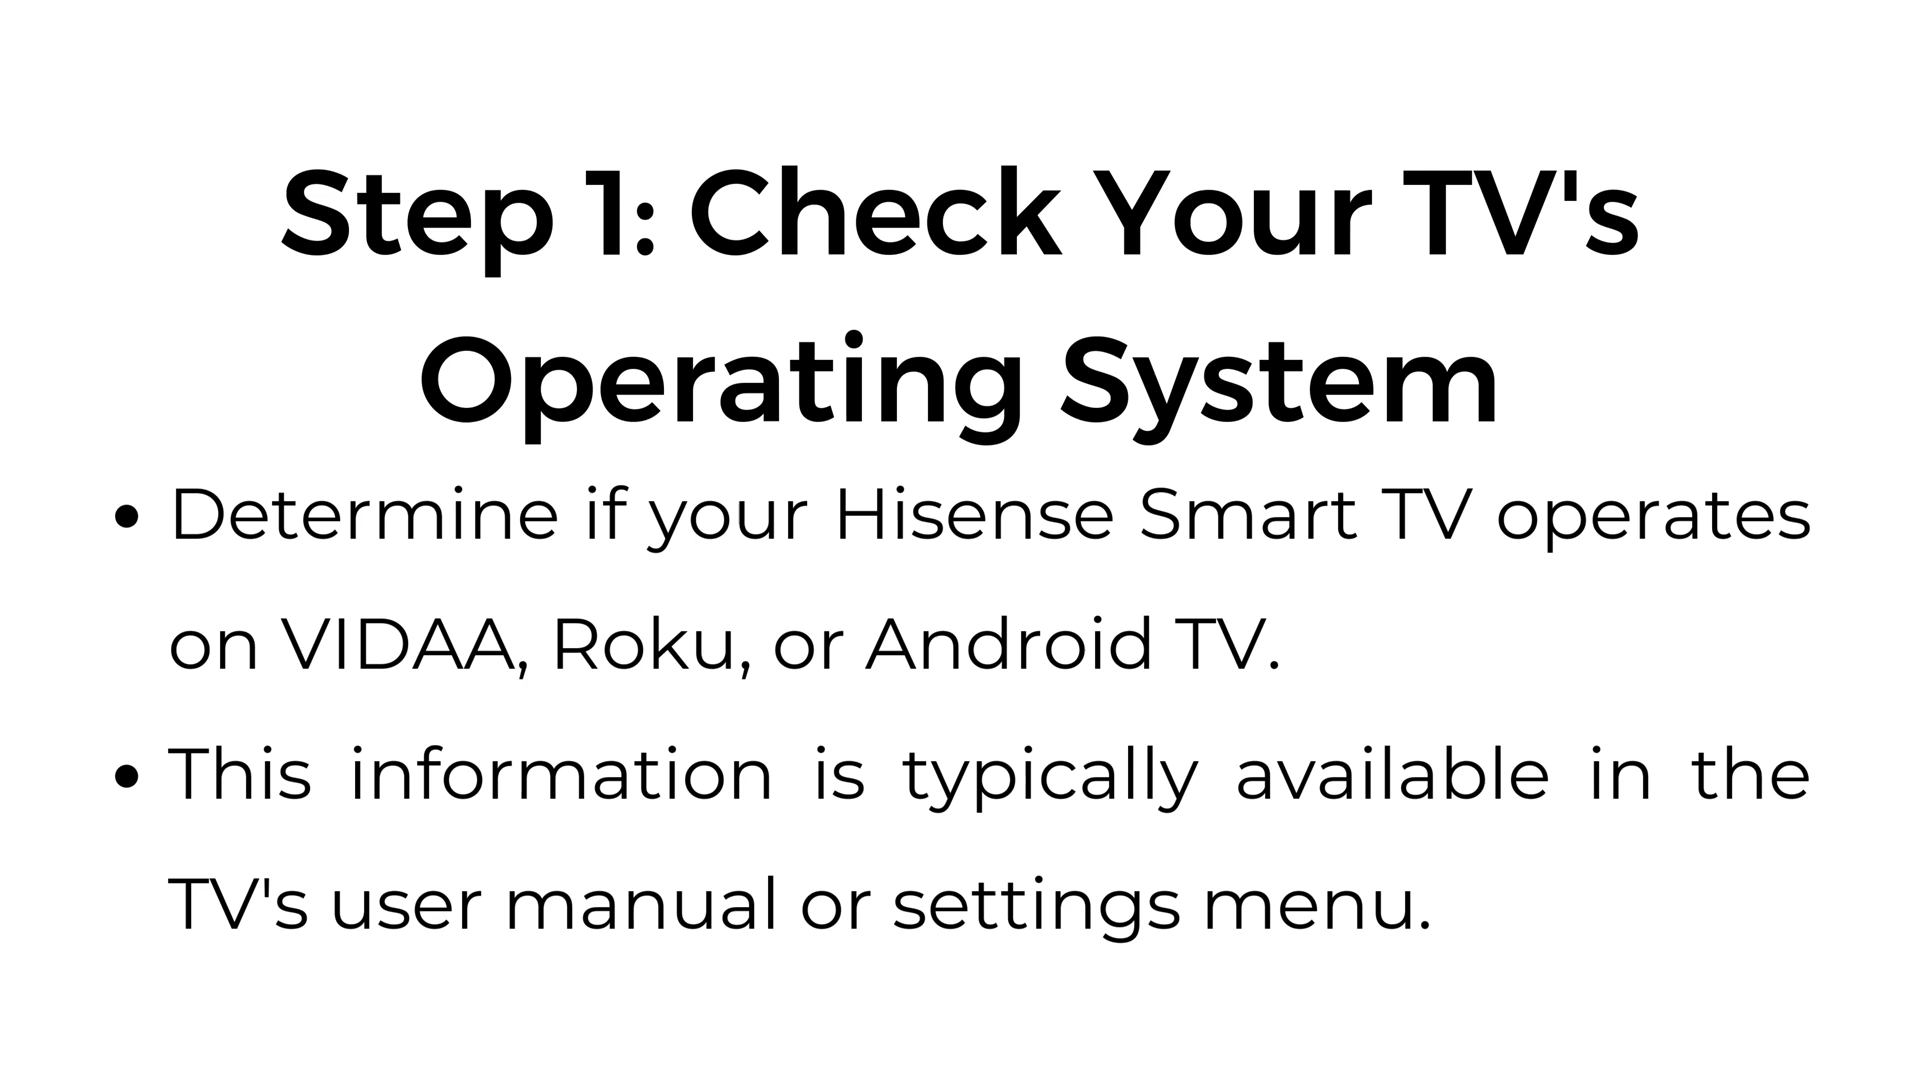 Step 1: Check Your TV's
Operating System
• Determine if your Hisense Smart TV operates
on VIDAA, Roku, or Android TV.
• This information is typically available in the
TV's user manual or settings menu.